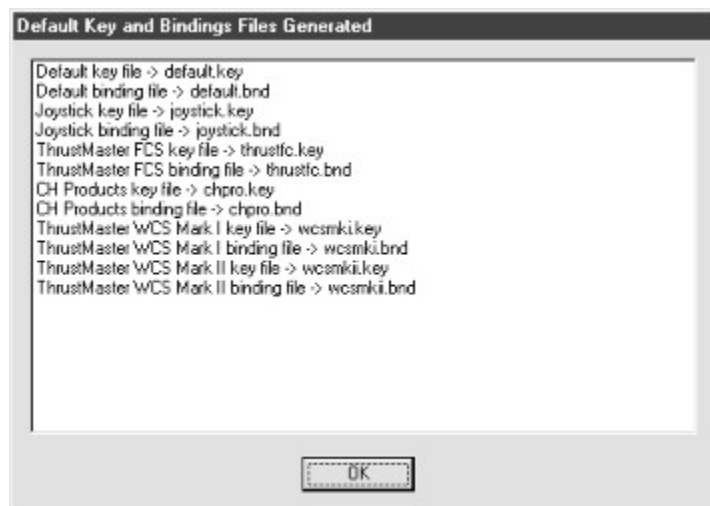 Default Key and Bindings Files Generated
Default key file -> default.key
Default binding file -> default.bnd
Joystick key file -> joystick.key
Joystick binding file -> joystick.bnd
ThrustMaster FCS key file -> thrustfc.key
ThrustMaster FCS binding file -> thrustfc.bnd
CH Products key file -> chpro.key
CH Products binding file -> chpro.bnd
ThrustMaster WCS Mark I key file -> wcsmki.key
ThrustMaster WCS Mark I binding file -> wcsmki.bnd
ThrustMaster WCS Mark II key file -> wcsmkii.key
ThrustMaster WCS Mark II binding file -> wcsmkii.bnd
OK